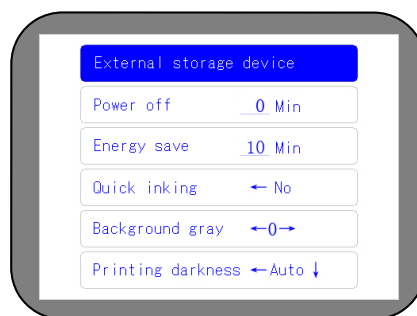 External storage device
Power off 0 Min
Energy save 10 Min
Quick inking ← No
Background gray ←0→
Printing darkness ←Auto ↓